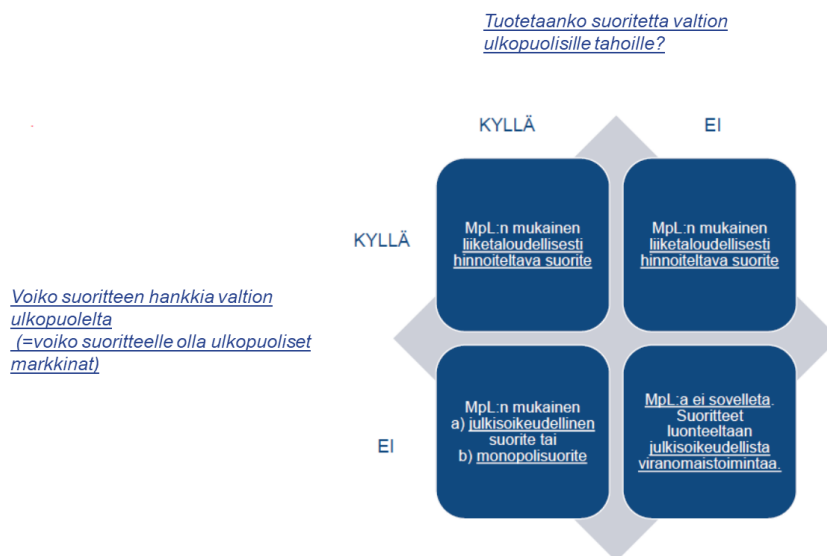 Tuotetaanko suoritetta valtion
ulkopuolisille tahoille?
KYLLÄ
EI
KYLLÄ
MpL:n mukainen
liiketaloudellisesti
hinnoiteltava suorite
MpL:n mukainen
liiketaloudellisesti
hinnoiteltava suorite
Voiko suoritteen hankkia valtion
ulkopuolelta
(=voiko suoritteelle olla ulkopuoliset
markkinat)
EI
MpL:n mukainen
a) julkisoikeudellinen
suorite tai
b) monopolisuorite
MpL:a ei sovelleta.
Suoritteet
luonteeltaan
julkisoikeudellista
viranomaistoimintaa.